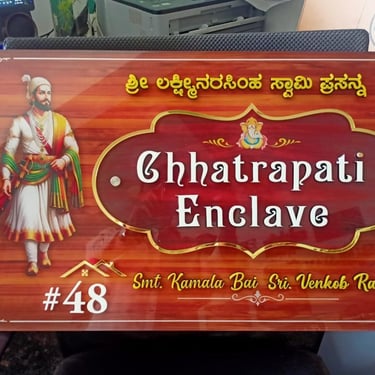 ಶ್ರೀ ಲಕ್ಷ್ಮೀನರಸಿಂಹ ಸ್ವಾಮಿ ಪ್ರಸನ್ನ
Chhatrapati
Enclave
#48
Smt. Kamala Bai Sri. Venkob